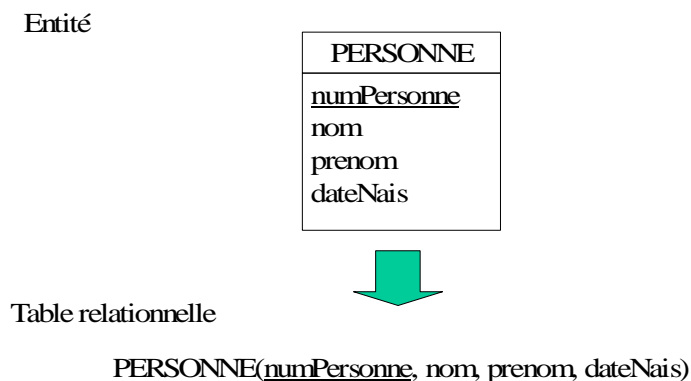 Entité
PERSONNE
numPersonne
nom
prenom
dateNais
Table relationnelle
PERSONNE(numPersonne, nom, prenom, dateNais)